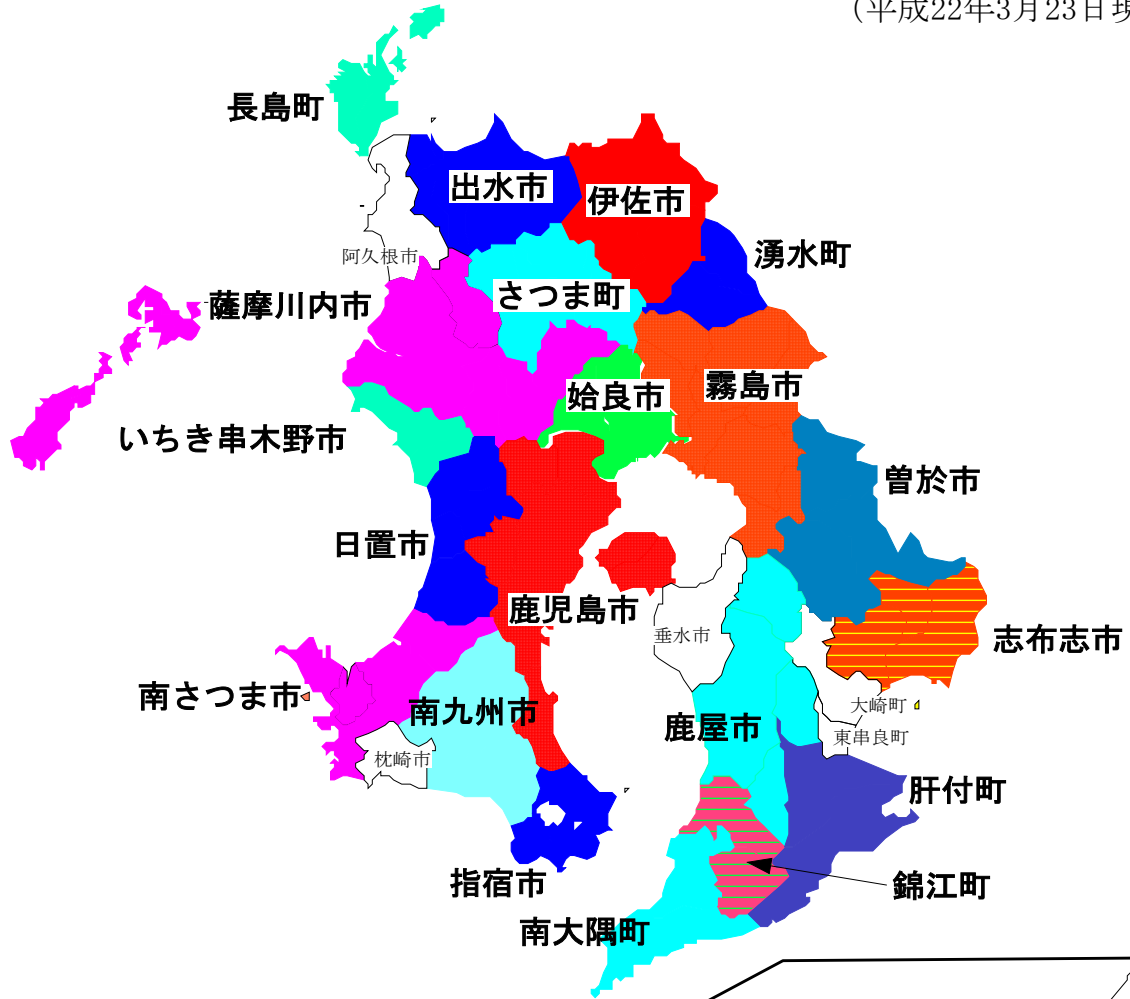 (平成22年3月23日現
長島町
出水市
伊佐市
阿久根市
湧水町
薩摩川内市
さつま町
霧島市
姶良市
いちき串木野市
曽於市
日置市
鹿児島市
垂水市
志布志市
南さつま市
大崎町
南九州市
鹿屋市
東串良町
枕崎市
肝付町
指宿市
錦江町
南大隅町